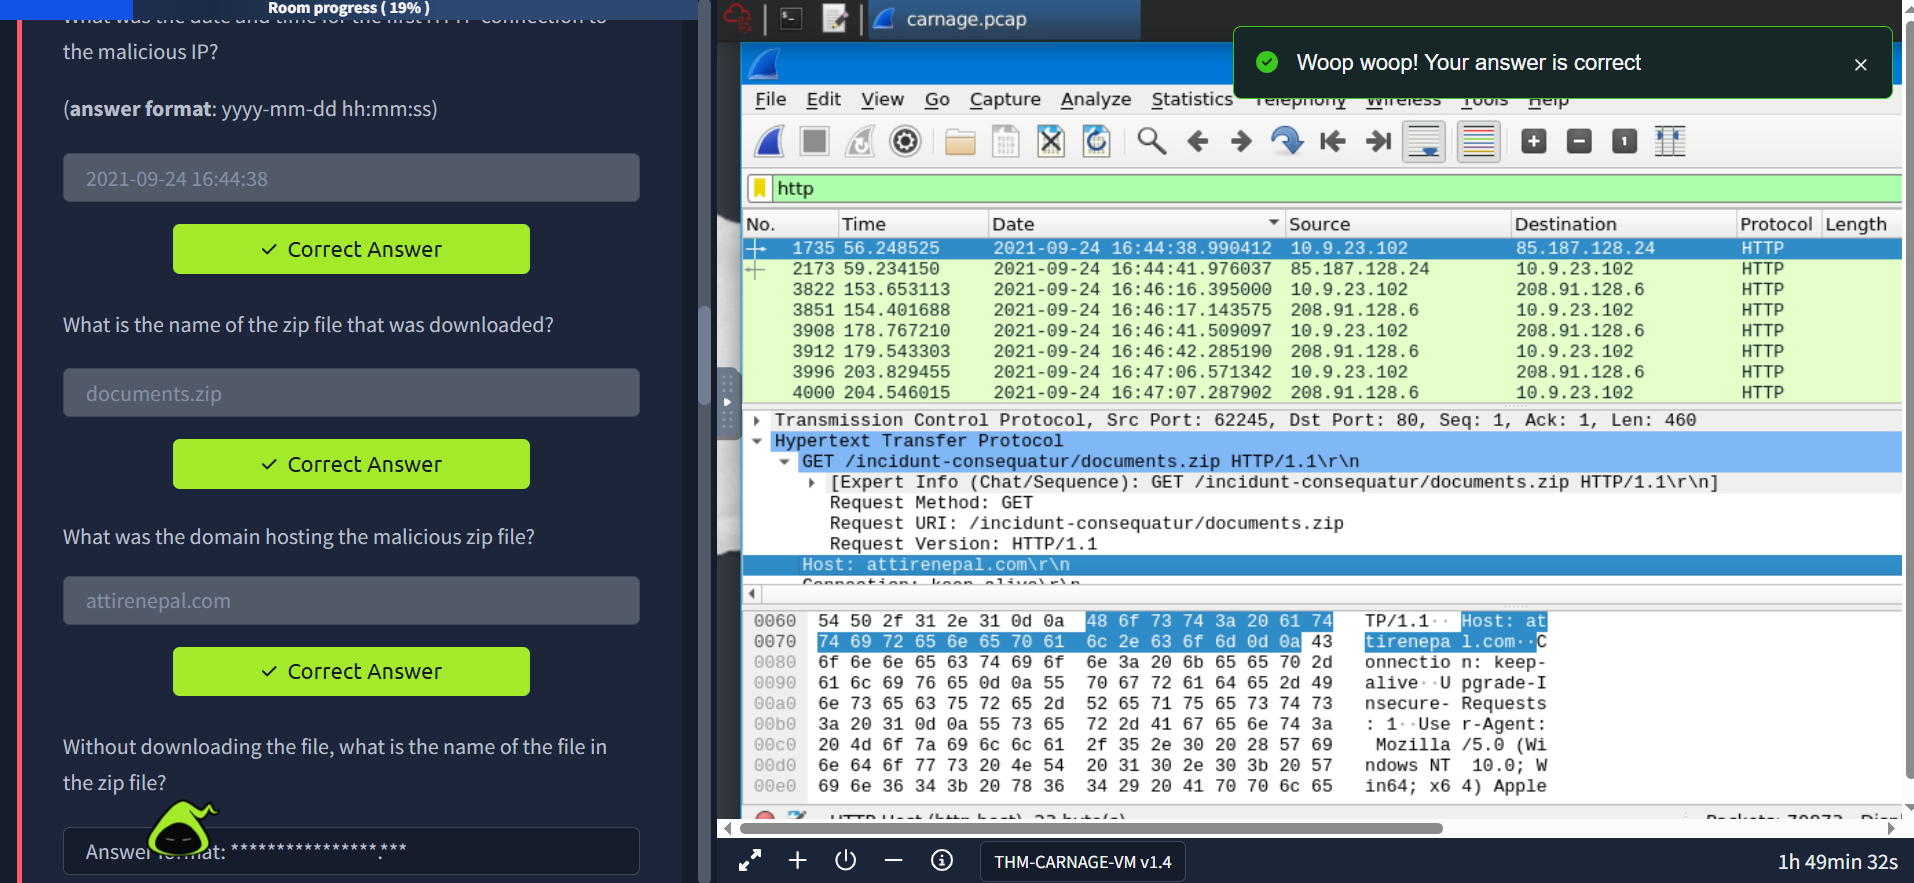 Room progress ( 19% )
What was the date and time for the first HTTP connection to
the malicious IP?
(answer format: yyyy-mm-dd hh:mm:ss)
2021-09-24 16:44:38
✓ Correct Answer
What is the name of the zip file that was downloaded?
documents.zip
✓ Correct Answer
What was the domain hosting the malicious zip file?
attirenepal.com
✓ Correct Answer
Without downloading the file, what is the name of the file in
the zip file?
Answer format: ****************.***
carnage.pcap
Woop woop! Your answer is correct
File Edit View Go Capture Analyze Statistics Telephony Wireless Tools Help
http
No. Time Date Source Destination Protocol Length
1735 56.248525 2021-09-24 16:44:38.990412 10.9.23.102 85.187.128.24 HTTP
2173 59.234150 2021-09-24 16:44:41.976037 85.187.128.24 10.9.23.102 HTTP
3822 153.653113 2021-09-24 16:46:16.395000 10.9.23.102 208.91.128.6 HTTP
3851 154.401688 2021-09-24 16:46:17.143575 208.91.128.6 10.9.23.102 HTTP
3908 178.767210 2021-09-24 16:46:41.509097 10.9.23.102 208.91.128.6 HTTP
3912 179.543303 2021-09-24 16:46:42.285190 208.91.128.6 10.9.23.102 HTTP
3996 203.829455 2021-09-24 16:47:06.571342 10.9.23.102 208.91.128.6 HTTP
4000 204.546015 2021-09-24 16:47:07.287902 208.91.128.6 10.9.23.102 HTTP
Transmission Control Protocol, Src Port: 62245, Dst Port: 80, Seq: 1, Ack: 1, Len: 460
Hypertext Transfer Protocol
GET /incidunt-consequatur/documents.zip HTTP/1.1\r\n
[Expert Info (Chat/Sequence): GET /incidunt-consequatur/documents.zip HTTP/1.1\r\n]
Request Method: GET
Request URI: /incidunt-consequatur/documents.zip
Request Version: HTTP/1.1
Host: attirenepal.com\r\n
Connection: keep-alive\r\n
0060 54 50 2f 31 2e 31 0d 0a 48 6f 73 74 3a 20 61 74 TP/1.1·· Host: at
0070 74 69 72 65 6e 65 70 61 6c 2e 63 6f 6d 0d 0a 43 tirenepa l.com··C
0080 6f 6e 6e 65 63 74 69 6f 6e 3a 20 6b 65 65 70 2d onnectio n: keep-
0090 61 6c 69 76 65 0d 0a 55 70 67 72 61 64 65 2d 49 alive··U pgrade-I
00a0 6e 73 65 63 75 72 65 2d 52 65 71 75 65 73 74 73 nsecure- Requests
00b0 3a 20 31 0d 0a 55 73 65 72 2d 41 67 65 6e 74 3a : 1··Use r-Agent:
00c0 20 4d 6f 7a 69 6c 6c 61 2f 35 2e 30 20 28 57 69 Mozilla /5.0 (Wi
00d0 6e 64 6f 77 73 20 4e 54 20 31 30 2e 30 3b 20 57 ndows NT 10.0; W
00e0 69 6e 36 34 3b 20 78 36 34 29 20 41 70 70 6c 65 in64; x6 4) Apple
HTTP Host (http.host), 23 byte(s)
THM-CARNAGE-VM v1.4
1h 49min 32s